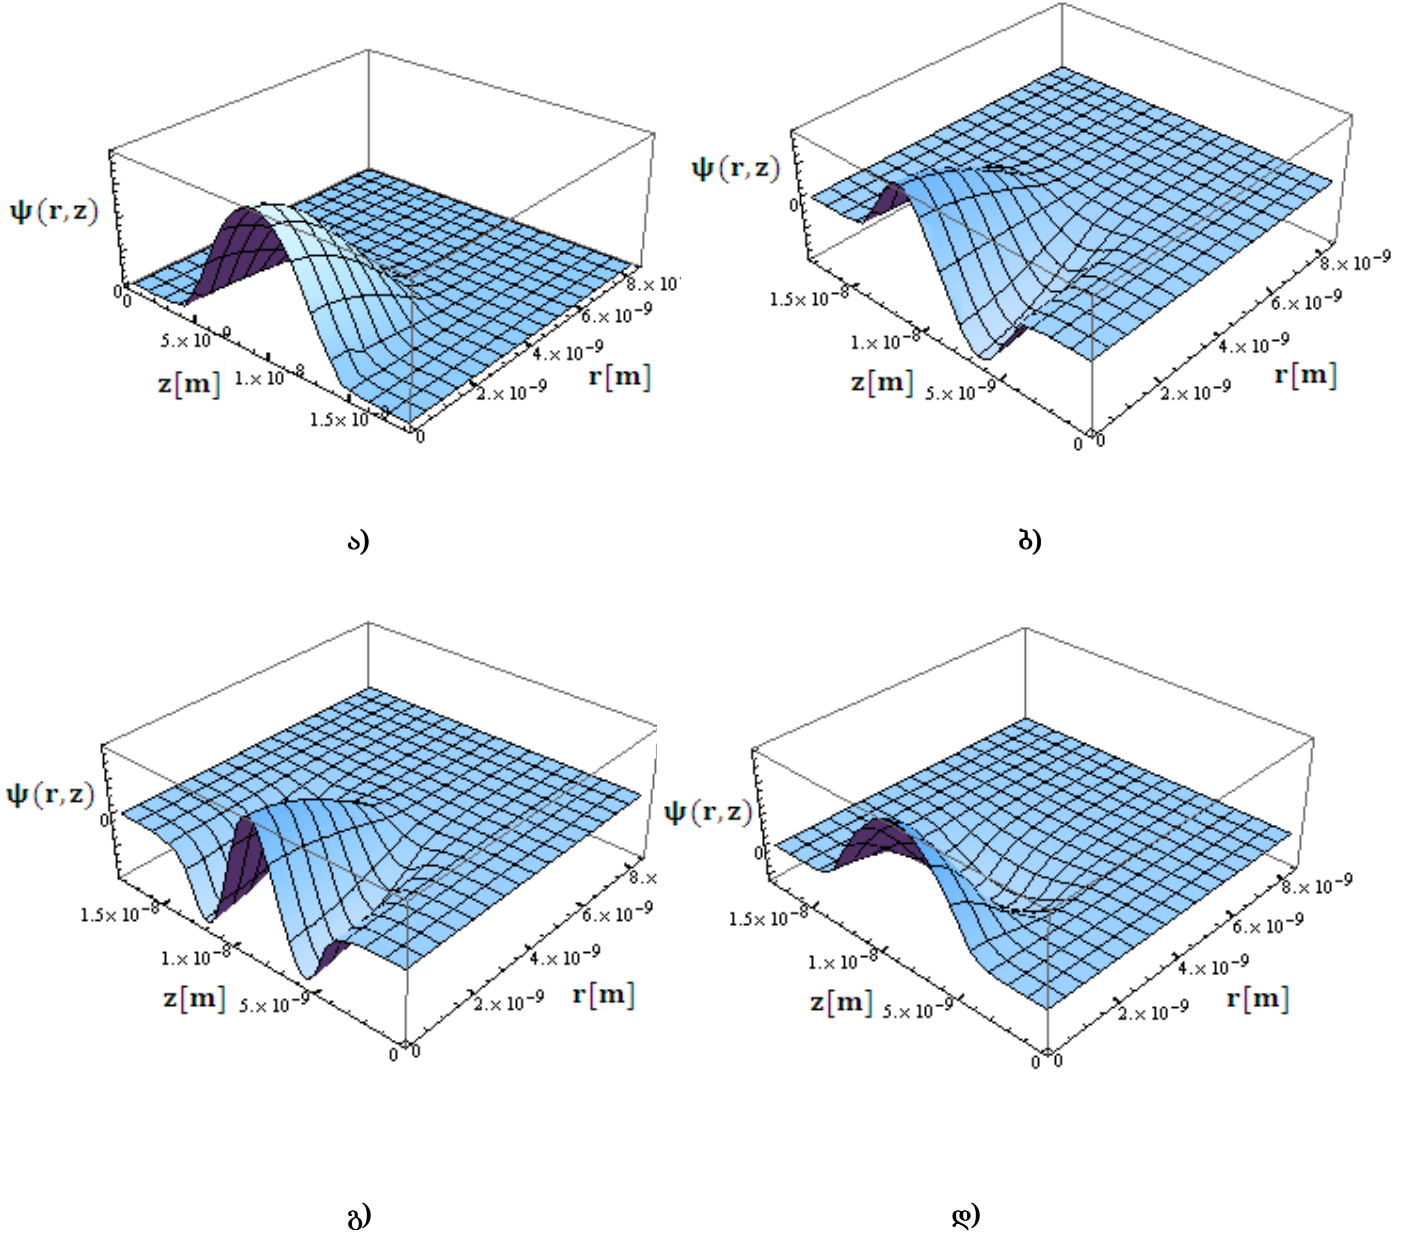 ψ(r,z)
0
0
5.×10⁻⁹
1.×10⁻⁸
1.5×10⁻⁸
z[m]
0
2.×10⁻⁹
4.×10⁻⁹
6.×10⁻⁹
8.×10
r[m]
ა)
ψ(r,z)
0
1.5×10⁻⁸
1.×10⁻⁸
5.×10⁻⁹
0
z[m]
0
2.×10⁻⁹
4.×10⁻⁹
6.×10⁻⁹
8.×10⁻⁹
r[m]
ბ)
ψ(r,z)
0
1.5×10⁻⁸
1.×10⁻⁸
5.×10⁻⁹
0
z[m]
0
2.×10⁻⁹
4.×10⁻⁹
6.×10⁻⁹
8.×
r[m]
გ)
ψ(r,z)
0
1.5×10⁻⁸
1.×10⁻⁸
5.×10⁻⁹
0
z[m]
0
2.×10⁻⁹
4.×10⁻⁹
6.×10⁻⁹
8.×10⁻⁹
r[m]
დ)